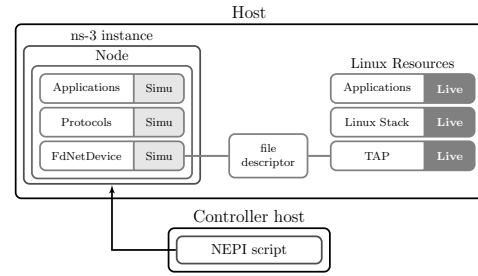 Host
ns-3 instance
Node
Applications Simu
Protocols Simu
FdNetDevice Simu
file
descriptor
Linux Resources
Applications Live
Linux Stack Live
TAP Live
Controller host
NEPI script